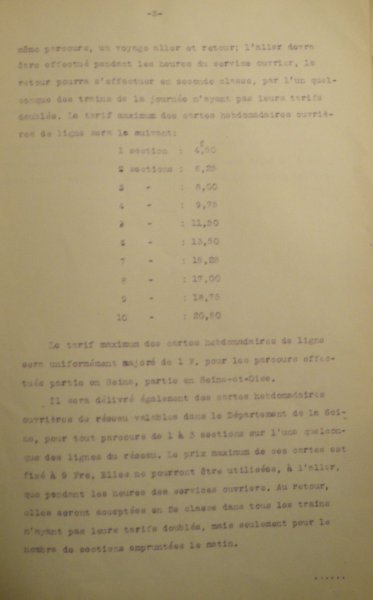 -8-
même parcours, un voyage aller et retour; l'aller devra
être effectué pendant les heures du service ouvrier, le
retour pourra s'effectuer en seconde classe, par l'un quel-
conque des trains de la journée n'ayant pas leurs tarifs
doublés. Le tarif maximum des cartes hebdomadaires ouvriè-
res de ligne sera le suivant:
1 section : 4,50
2 sections : 6,25
3 - : 8,00
4 - : 9,75
5 - : 11,50
6 - : 13,50
7 - : 15,25
8 - : 17,00
9 - : 18,75
10 - : 20,50
Le tarif maximum des cartes hebdomadaires de ligne
sera uniformément majoré de 1 F. pour les parcours effec-
tués partie en Seine, partie en Seine-et-Oise.
Il sera délivré également des cartes hebdomadaires
ouvrières de réseau valables dans le Département de la Sei-
ne, pour tout parcours de 1 à 3 sections sur l'une quelcon-
que des lignes du réseau. Le prix maximum de ces cartes est
fixé à 9 Frs. Elles ne pourront être utilisées, à l'aller,
que pendant les heures des services ouvriers. Au retour,
elles seront acceptées en 2e classe dans tous les trains
n'ayant pas leurs tarifs doublés, mais seulement pour le
nombre de sections empruntées le matin.
......